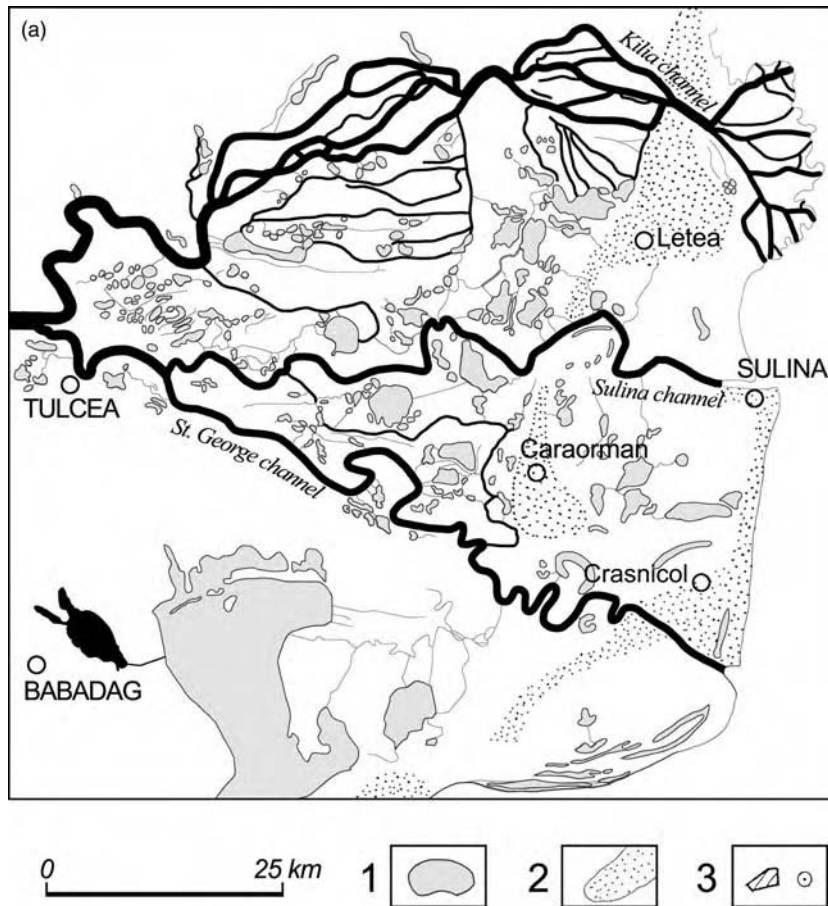 (a)
Kilia channel
Letea
SULINA
Sulina channel
TULCEA
St. George channel
Caraorman
Crasnicol
BABADAG
0 25 km 1 2 3